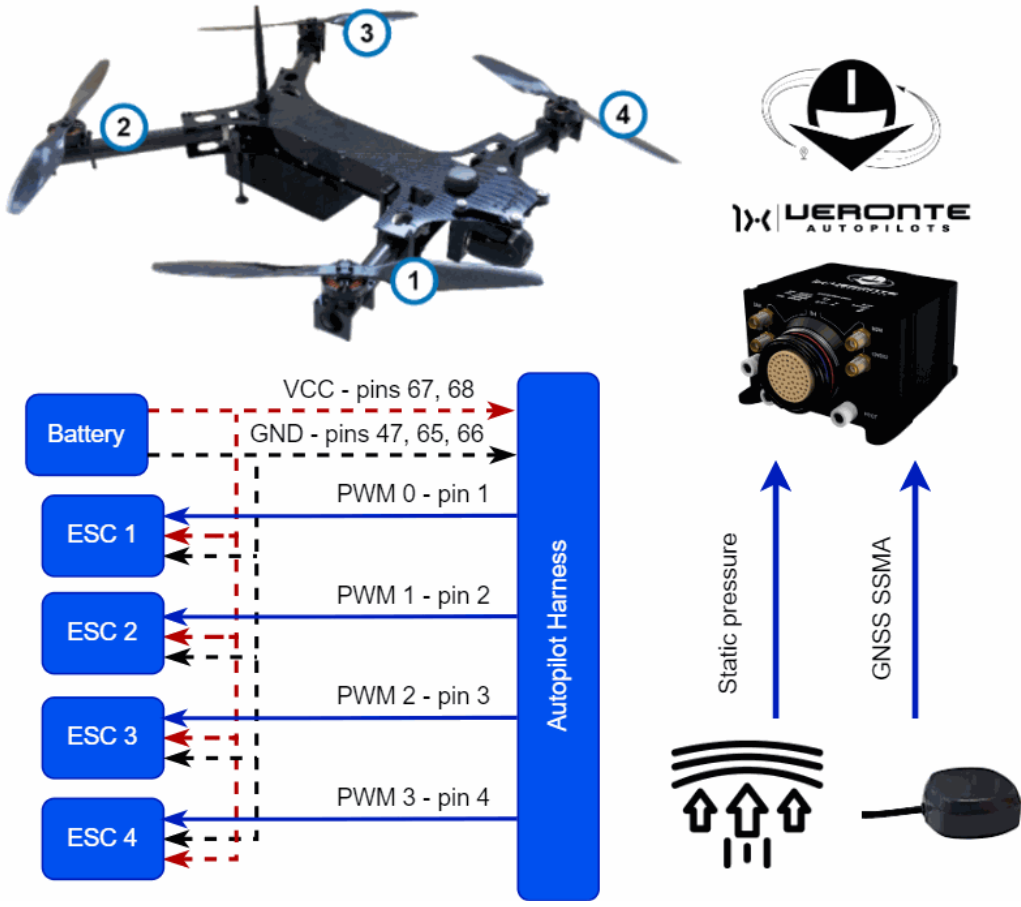 3
4
2
1
VERONTE
AUTOPILOTS
VERONTE
VCC - pins 67, 68
Battery
GND - pins 47, 65, 66
PWM 0 - pin 1
ESC 1
PWM 1 - pin 2
ESC 2
PWM 2 - pin 3
ESC 3
PWM 3 - pin 4
ESC 4
Autopilot Harness
Static pressure
GNSS SSMA